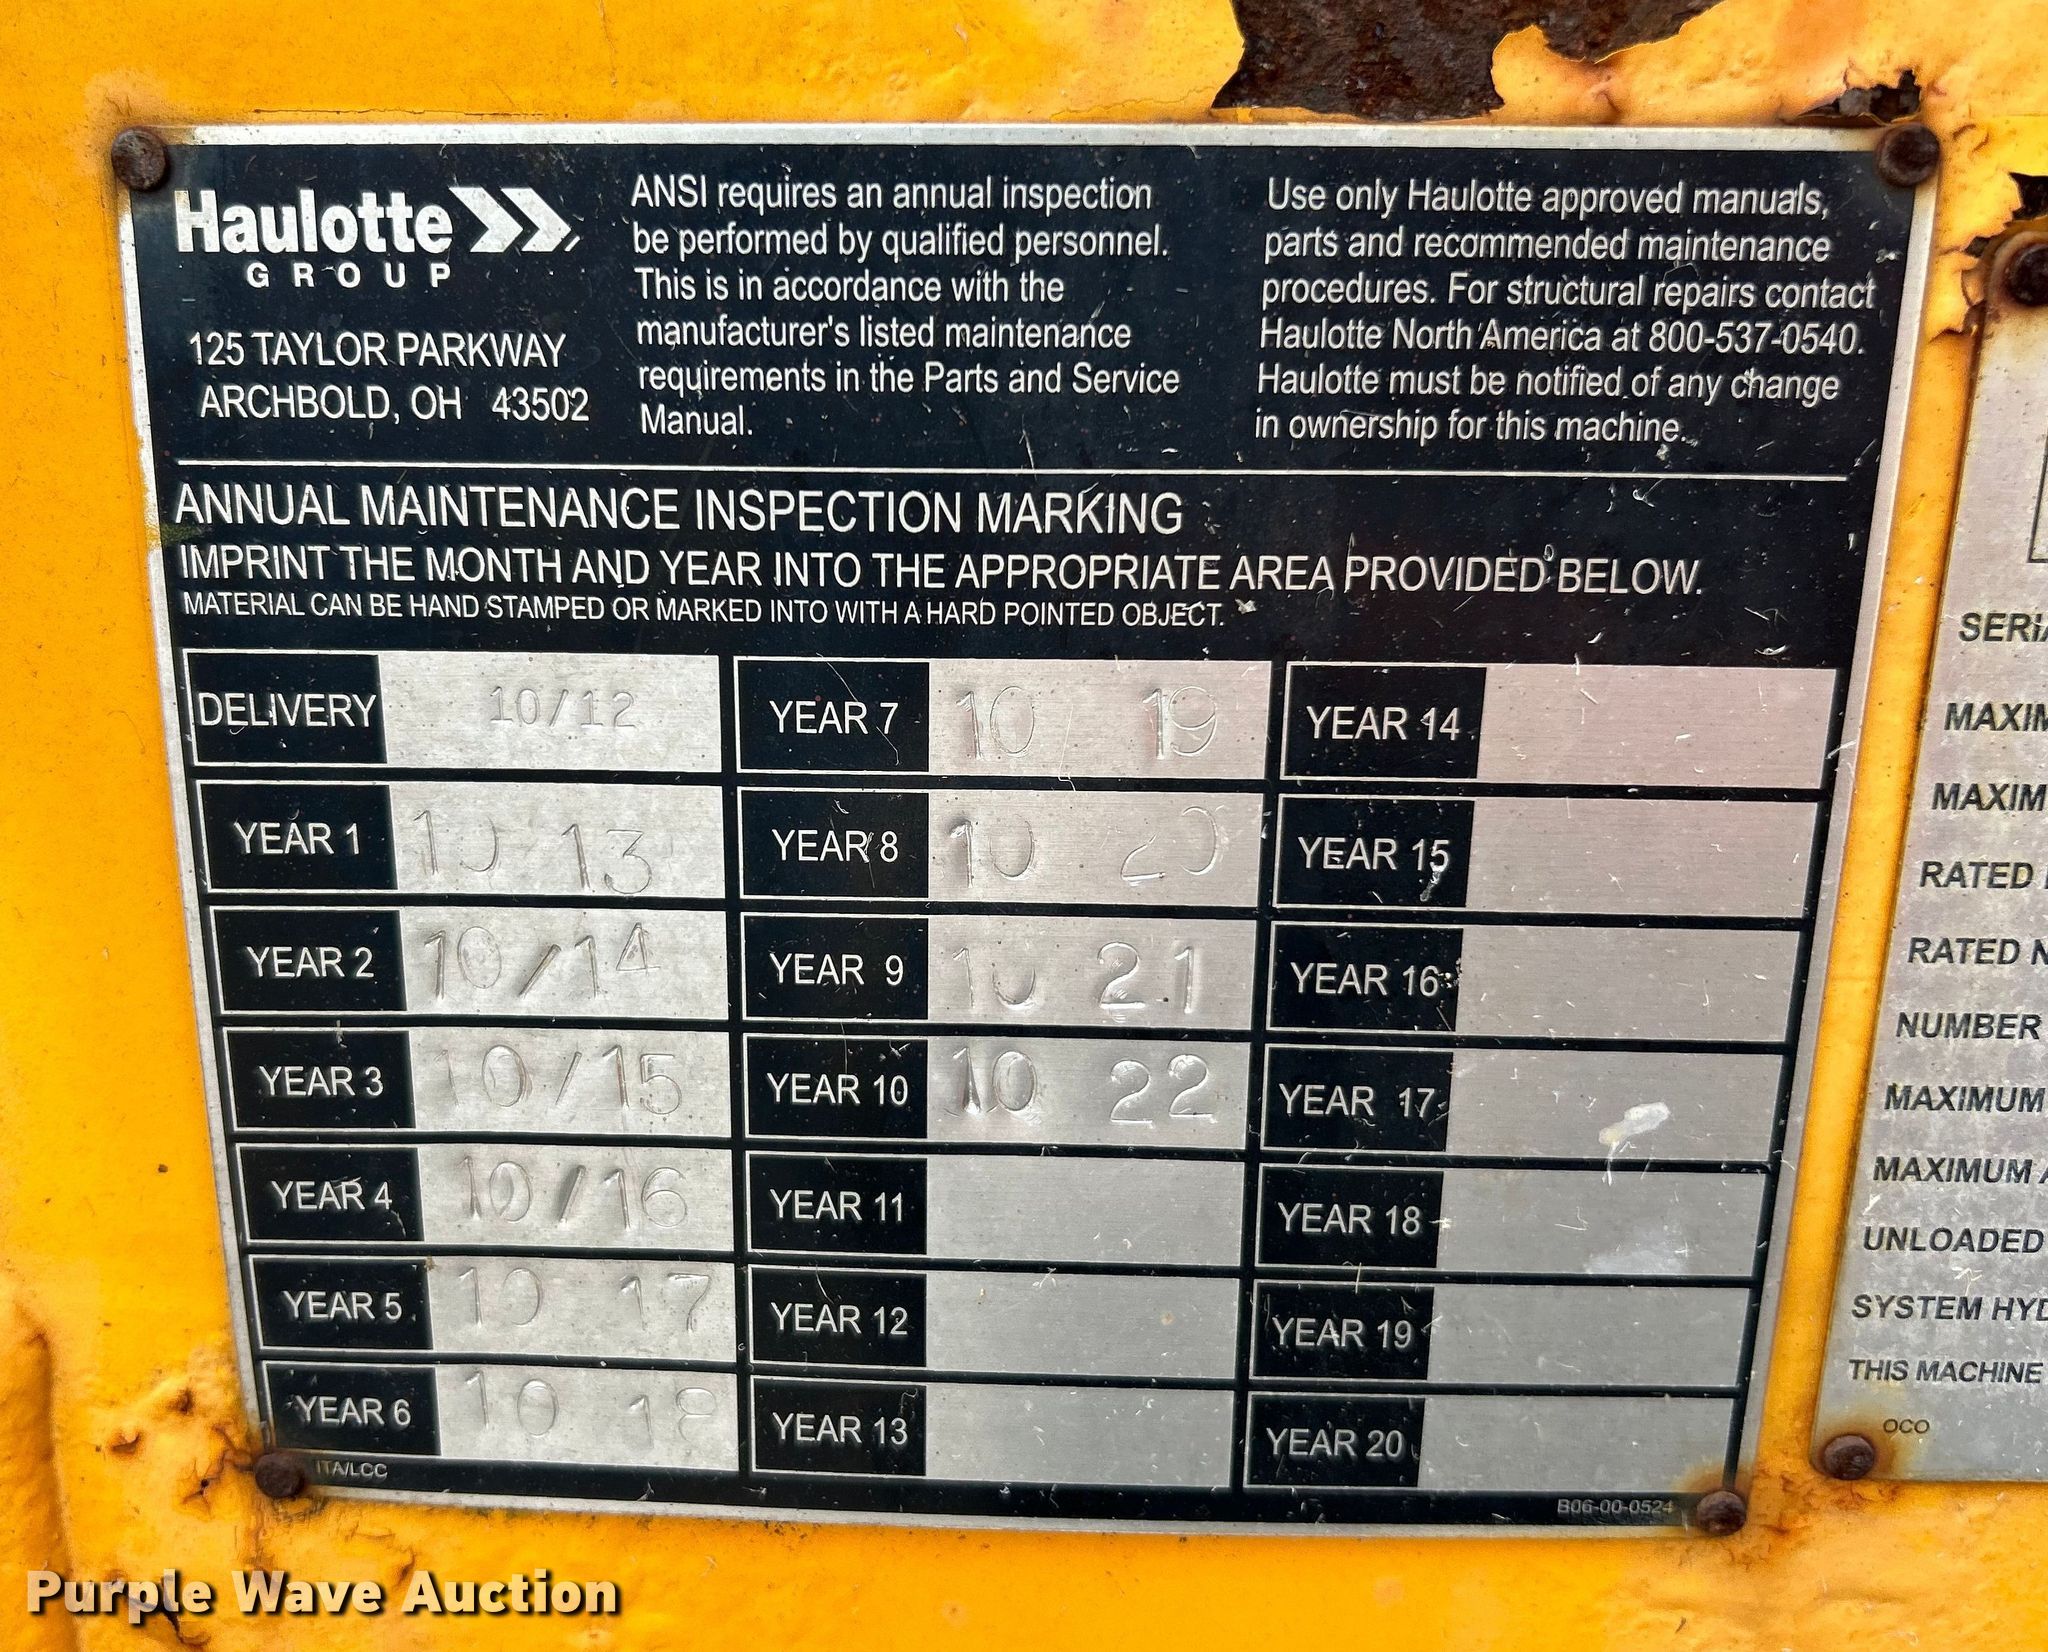 Haulotte
GROUP
125 TAYLOR PARKWAY
ARCHBOLD, OH 43502
ANSI requires an annual inspection
be performed by qualified personnel.
This is in accordance with the
manufacturer's listed maintenance
requirements in the Parts and Service
Manual.
Use only Haulotte approved manuals,
parts and recommended maintenance
procedures. For structural repairs contact
Haulotte North America at 800-537-0540.
Haulotte must be notified of any change
in ownership for this machine.
ANNUAL MAINTENANCE INSPECTION MARKING
IMPRINT THE MONTH AND YEAR INTO THE APPROPRIATE AREA PROVIDED BELOW.
MATERIAL CAN BE HAND STAMPED OR MARKED INTO WITH A HARD POINTED OBJECT.
DELIVERY 10/12
YEAR 1 10/13
YEAR 2 10/14
YEAR 3 10/15
YEAR 4 10/16
YEAR 5 10 17
YEAR 6 10 18
YEAR 7 10 19
YEAR 8 10 20
YEAR 9 10 21
YEAR 10 10 22
YEAR 11
YEAR 12
YEAR 13
YEAR 14
YEAR 15
YEAR 16
YEAR 17
YEAR 18
YEAR 19
YEAR 20
ITA/LCC
B06-00-0524
RATED
RATED
NUMBER
MAXIMUM
MAXIMUM
UNLOADED
SYSTEM
THIS MACHINE
OCO
Purple Wave Auction